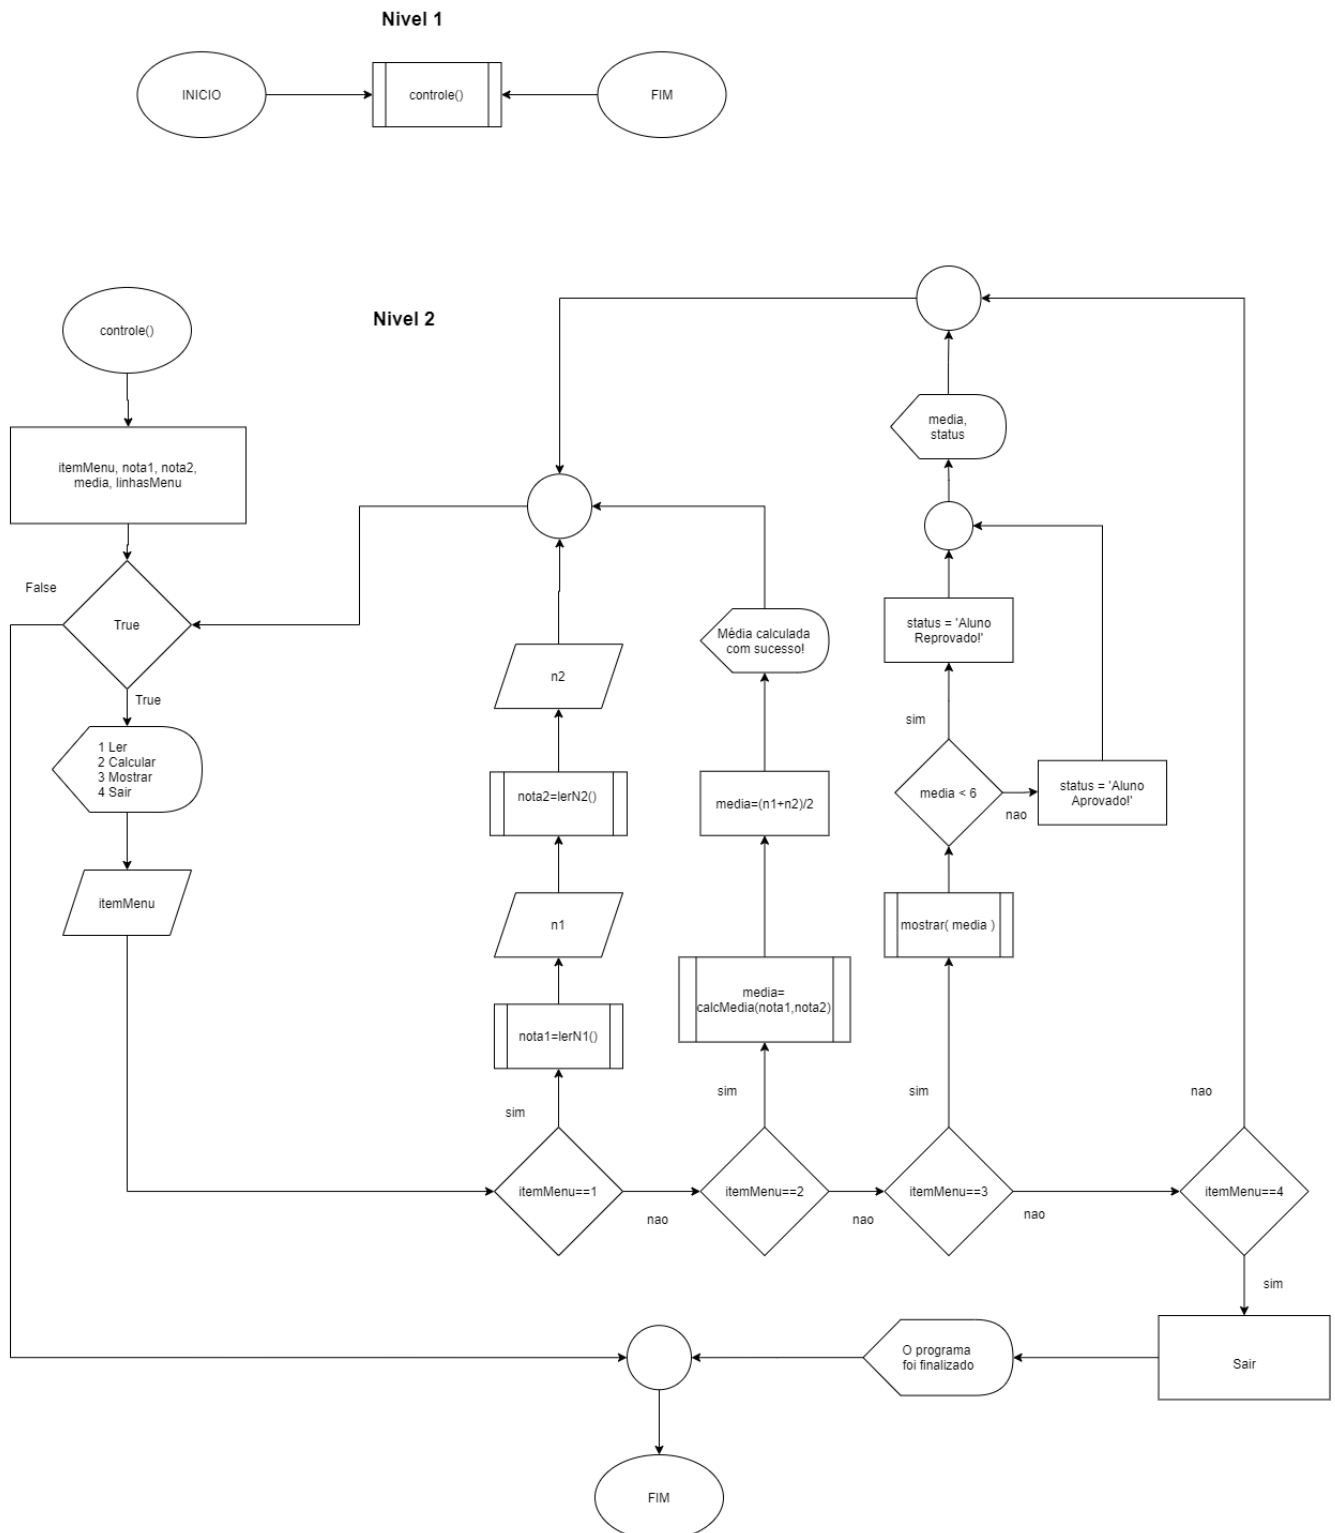 Nivel 1
INICIO
controle()
FIM
Nivel 2
controle()
itemMenu, nota1, nota2,
media, linhasMenu
False
True
True
1 Ler
2 Calcular
3 Mostrar
4 Sair
itemMenu
n2
nota2=lerN2()
n1
nota1=lerN1()
sim
itemMenu==1
nao
Média calculada
com sucesso!
media=(n1+n2)/2
media=
calcMedia(nota1,nota2)
sim
itemMenu==2
nao
media,
status
status = 'Aluno
Reprovado!'
sim
media < 6
nao
status = 'Aluno
Aprovado!'
mostrar( media )
sim
itemMenu==3
nao
nao
itemMenu==4
sim
Sair
O programa
foi finalizado
FIM